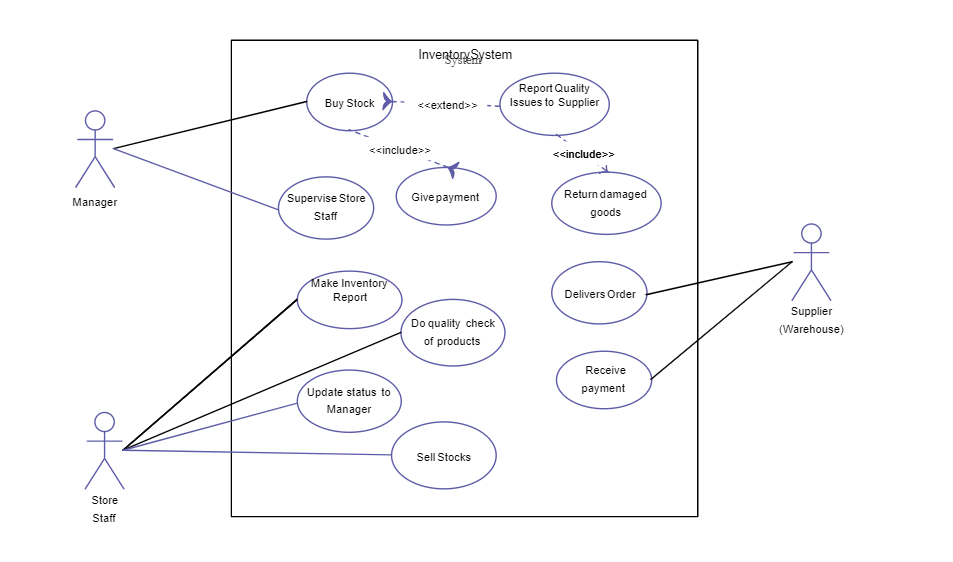 InventorySystem
System
Buy Stock
<<extend>>
Report Quality
Issues to Supplier
<<include>>
<<include>>
Manager
Supervise Store
Staff
Give payment
Return damaged
goods
Make Inventory
Report
Delivers Order
Supplier
(Warehouse)
Do quality check
of products
Receive
payment
Update status to
Manager
Sell Stocks
Store
Staff